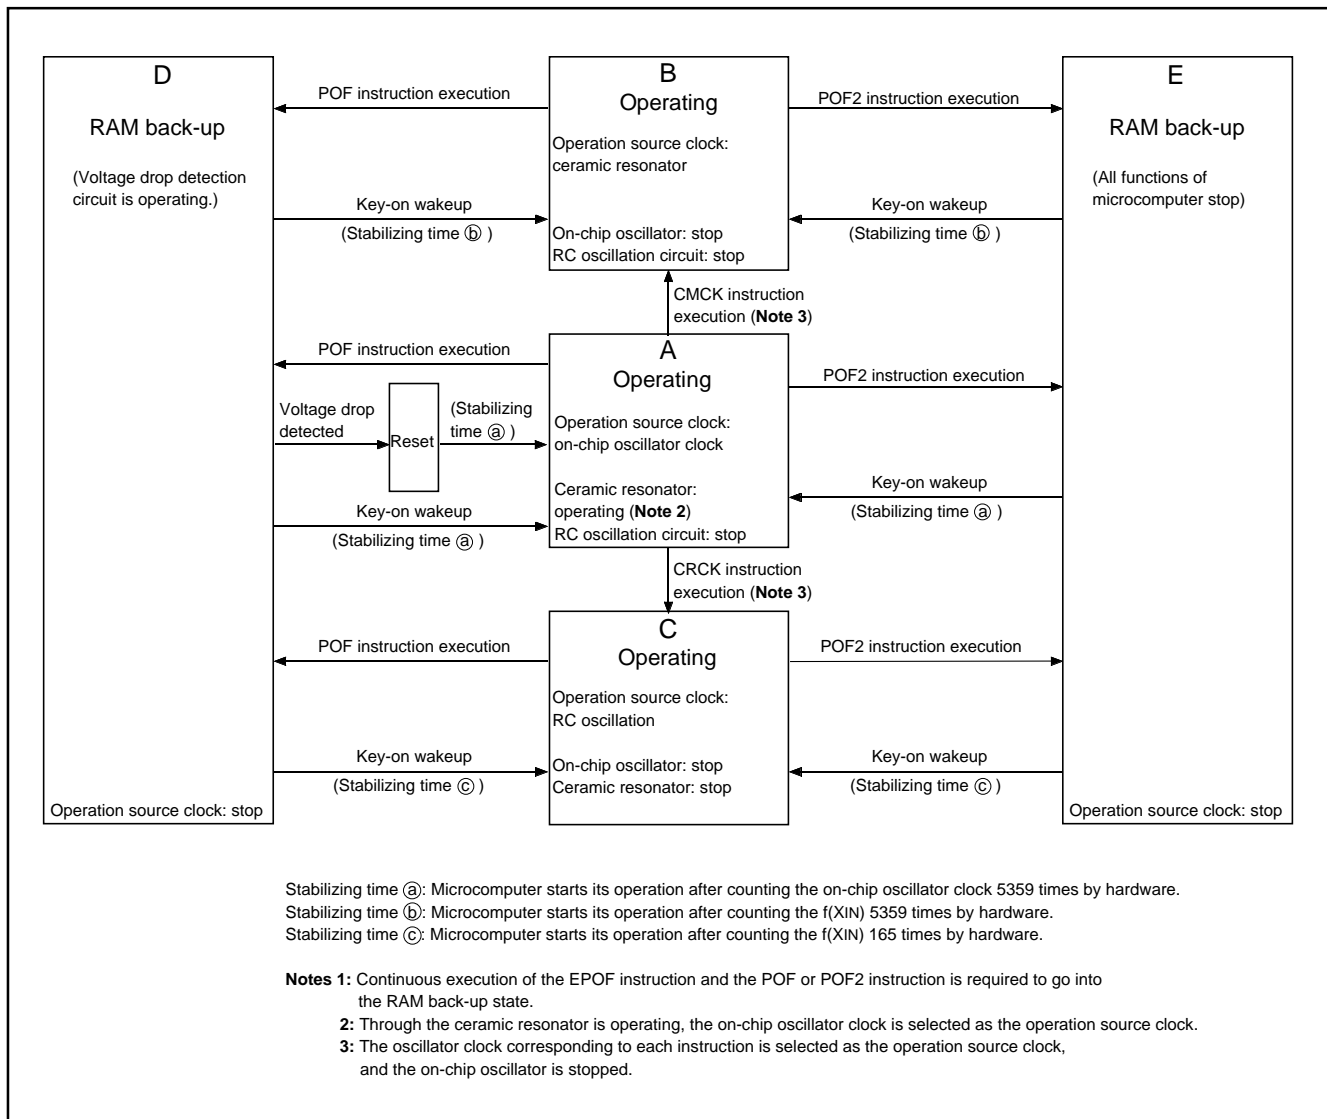 D
RAM back-up
(Voltage drop detection
circuit is operating.)
Operation source clock: stop
POF instruction execution
Key-on wakeup
(Stabilizing time ⓑ )
B
Operating
Operation source clock:
ceramic resonator
On-chip oscillator: stop
RC oscillation circuit: stop
POF2 instruction execution
Key-on wakeup
(Stabilizing time ⓑ )
E
RAM back-up
(All functions of
microcomputer stop)
Operation source clock: stop
CMCK instruction
execution (Note 3)
POF instruction execution
Voltage drop
detected
Reset
(Stabilizing
time ⓐ )
Key-on wakeup
(Stabilizing time ⓐ )
A
Operating
Operation source clock:
on-chip oscillator clock
Ceramic resonator:
operating (Note 2)
RC oscillation circuit: stop
POF2 instruction execution
Key-on wakeup
(Stabilizing time ⓐ )
CRCK instruction
execution (Note 3)
POF instruction execution
Key-on wakeup
(Stabilizing time ⓒ )
C
Operating
Operation source clock:
RC oscillation
On-chip oscillator: stop
Ceramic resonator: stop
POF2 instruction execution
Key-on wakeup
(Stabilizing time ⓒ )
Stabilizing time ⓐ: Microcomputer starts its operation after counting the on-chip oscillator clock 5359 times by hardware.
Stabilizing time ⓑ: Microcomputer starts its operation after counting the f(XIN) 5359 times by hardware.
Stabilizing time ⓒ: Microcomputer starts its operation after counting the f(XIN) 165 times by hardware.
Notes 1: Continuous execution of the EPOF instruction and the POF or POF2 instruction is required to go into
the RAM back-up state.
2: Through the ceramic resonator is operating, the on-chip oscillator clock is selected as the operation source clock.
3: The oscillator clock corresponding to each instruction is selected as the operation source clock,
and the on-chip oscillator is stopped.